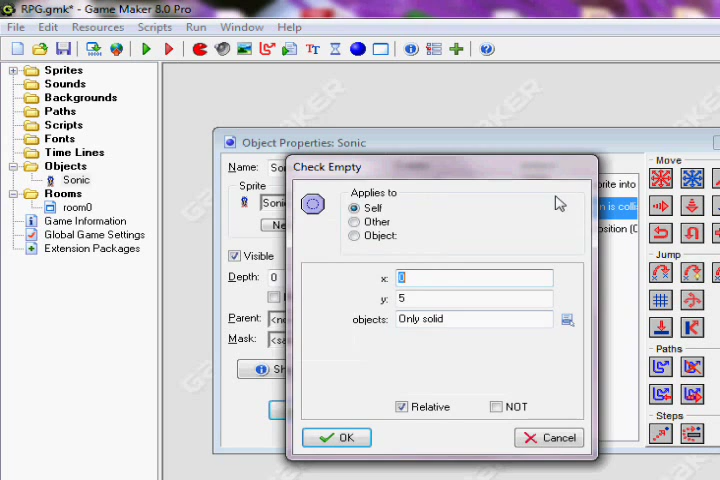 RPG.gmk* - Game Maker 8.0 Pro
File Edit Resources Scripts Run Window Help
Sprites
Sounds
Backgrounds
Paths
Scripts
Fonts
Time Lines
Objects
Sonic
Rooms
room0
Game Information
Global Game Settings
Extension Packages
Object Properties: Sonic
Name:
Sprite
Visible
Depth: 0
Parent:
Mask:
Check Empty
Applies to
Self
Other
Object:
x: 0
y: 5
objects: Only solid
Relative NOT
OK Cancel
Move
Jump
Paths
Steps